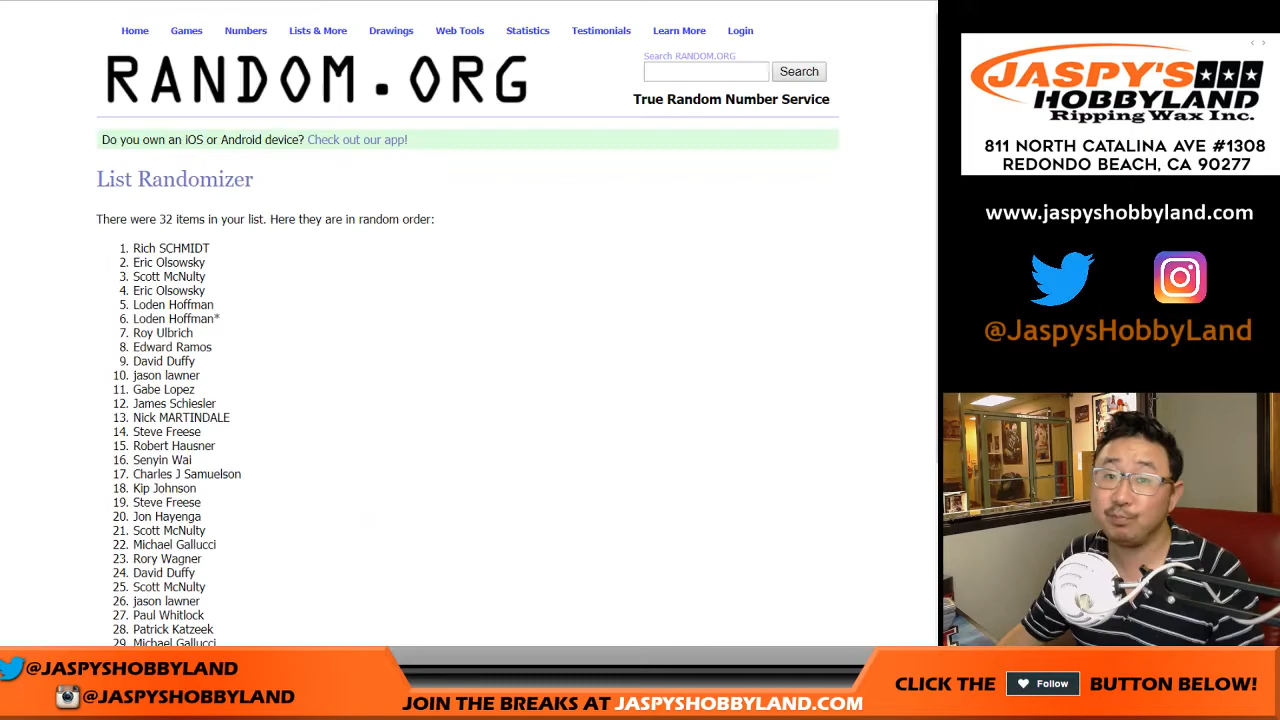 Home Games Numbers Lists & More Drawings Web Tools Statistics Testimonials Learn More Login
RANDOM.ORG
Search RANDOM.ORG
Search
True Random Number Service
Do you own an iOS or Android device? Check out our app!
List Randomizer
There were 32 items in your list. Here they are in random order:
1. Rich SCHMIDT
2. Eric Olsowsky
3. Scott McNulty
4. Eric Olsowsky
5. Loden Hoffman
6. Loden Hoffman*
7. Roy Ulbrich
8. Edward Ramos
9. David Duffy
10. jason lawner
11. Gabe Lopez
12. James Schiesler
13. Nick MARTINDALE
14. Steve Freese
15. Robert Hausner
16. Senyin Wai
17. Charles J Samuelson
18. Kip Johnson
19. Steve Freese
20. Jon Hayenga
21. Scott McNulty
22. Michael Gallucci
23. Rory Wagner
24. David Duffy
25. Scott McNulty
26. jason lawner
27. Paul Whitlock
28. Patrick Katzeek
29. Michael Gallucci
JASPY'S
HOBBYLAND
Ripping Wax Inc.
811 NORTH CATALINA AVE #1308
REDONDO BEACH, CA 90277
www.jaspyshobbyland.com
@JaspysHobbyLand
@JASPYSHOBBYLAND
@JASPYSHOBBYLAND
JOIN THE BREAKS AT JASPYSHOBBYLAND.COM
CLICK THE Follow BUTTON BELOW!